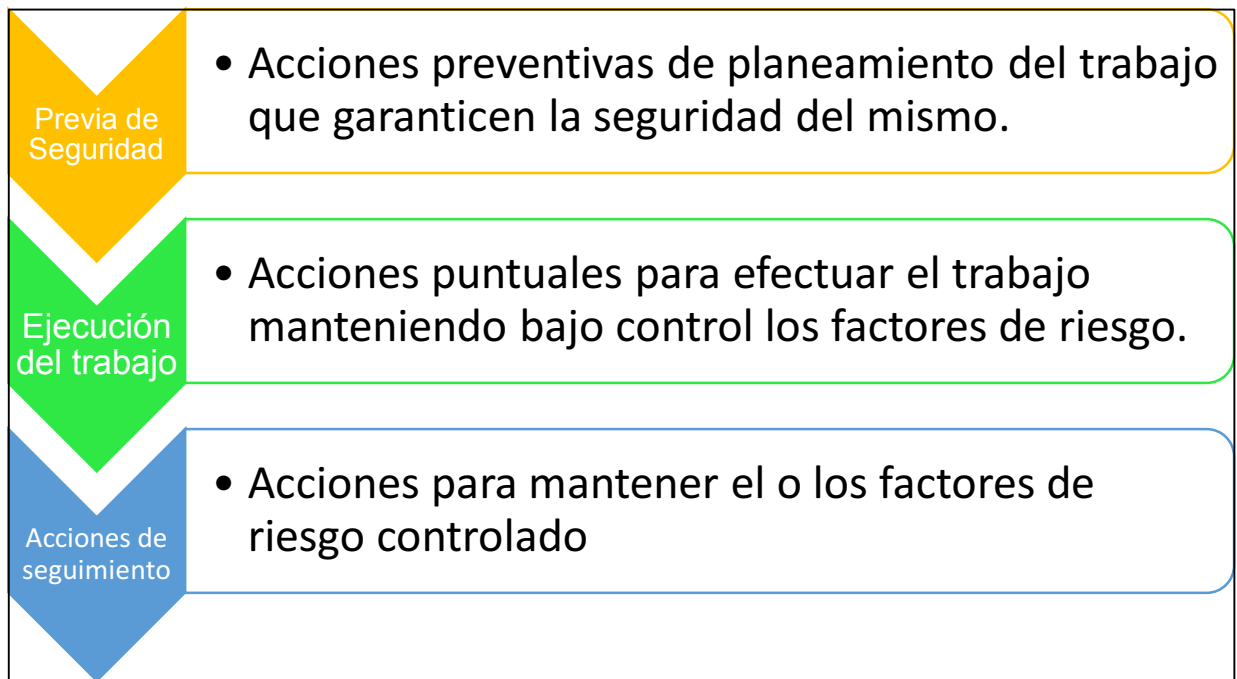 Previa de
Seguridad
• Acciones preventivas de planeamiento del trabajo
que garanticen la seguridad del mismo.
Ejecución
del trabajo
• Acciones puntuales para efectuar el trabajo
manteniendo bajo control los factores de riesgo.
Acciones de
seguimiento
• Acciones para mantener el o los factores de
riesgo controlado